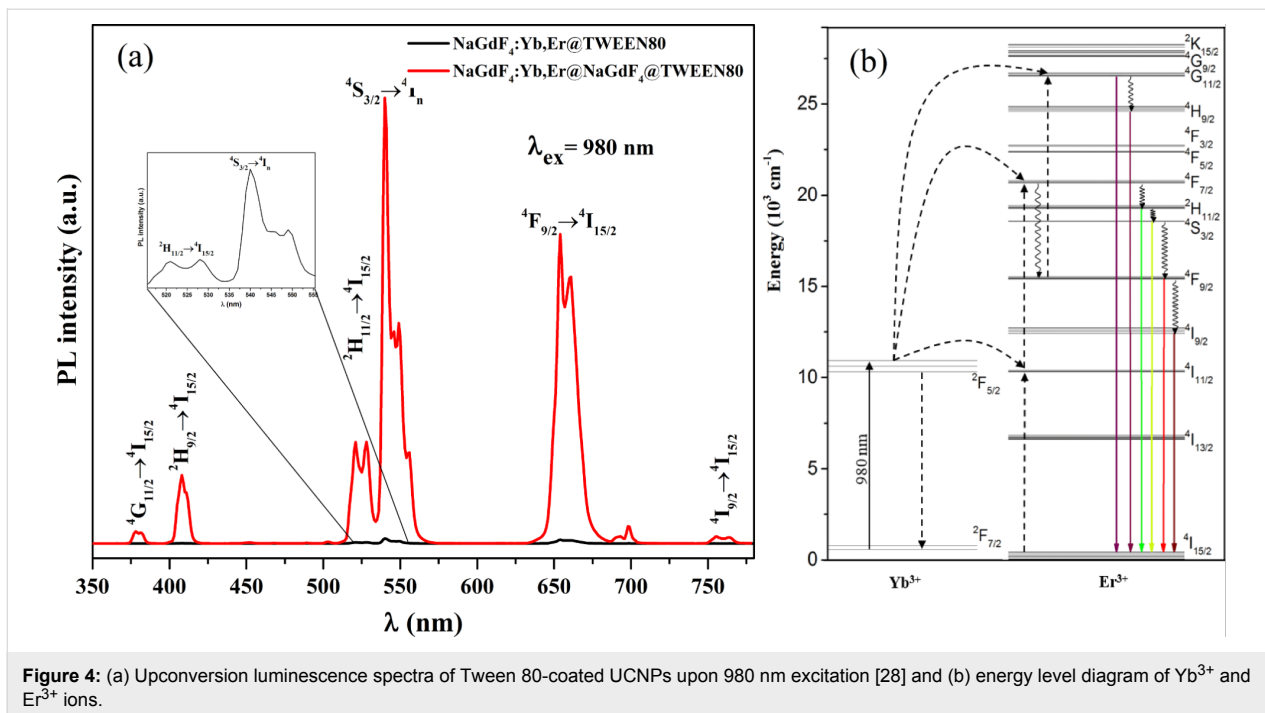 (a)
NaGdF₄:Yb,Er@TWEEN80
NaGdF₄:Yb,Er@NaGdF₄@TWEEN80
⁴S₃/₂→⁴Iₙ
λₑₓ= 980 nm
⁴S₃/₂→⁴Iₙ
²H₁₁/₂→⁴I₁₅/₂
PL intensity (a.u.)
520 525 530 535 540 545 550 555
λ (nm)
⁴F₉/₂→⁴I₁₅/₂
²H₁₁/₂→⁴I₁₅/₂
⁴G₁₁/₂→⁴I₁₅/₂
²H₉/₂→⁴I₁₅/₂
⁴I₉/₂→⁴I₁₅/₂
PL intensity (a.u.)
350 400 450 500 550 600 650 700 750
λ (nm)
(b)
Energy (10³ cm⁻¹)
25
20
15
10
5
0
²K₁₅/₂
⁴G₉/₂
⁴G₁₁/₂
⁴H₉/₂
⁴F₃/₂
⁴F₅/₂
⁴F₇/₂
²H₁₁/₂
⁴S₃/₂
⁴F₉/₂
⁴I₉/₂
⁴I₁₁/₂
⁴I₁₃/₂
⁴I₁₅/₂
²F₅/₂
980 nm
²F₇/₂
Yb³⁺
Er³⁺
Figure 4: (a) Upconversion luminescence spectra of Tween 80-coated UCNPs upon 980 nm excitation [28] and (b) energy level diagram of Yb³⁺ and
Er³⁺ ions.